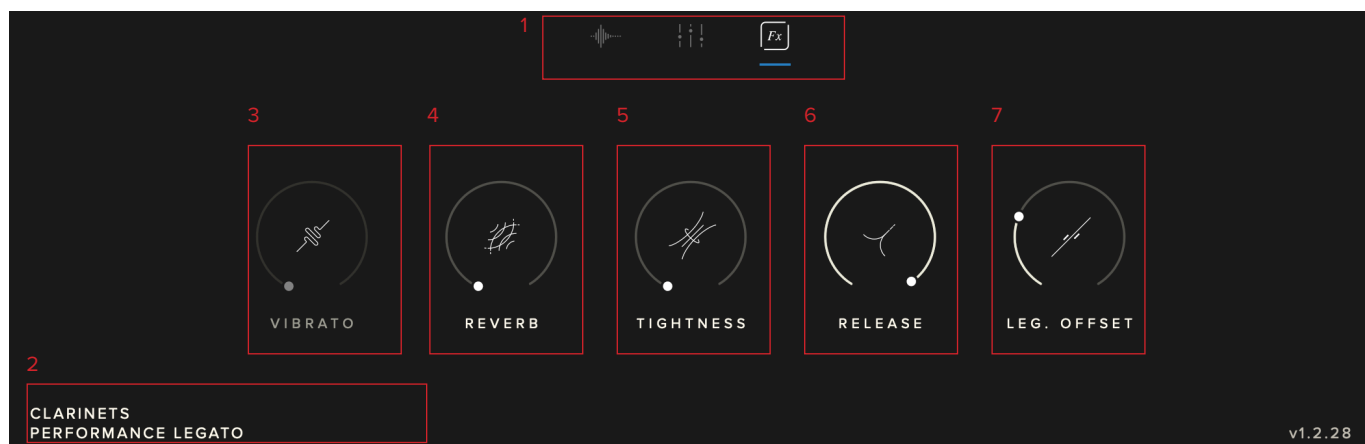 1
Fx
3
4
5
6
7
VIBRATO
REVERB
TIGHTNESS
RELEASE
LEG. OFFSET
2
CLARINETS
PERFORMANCE LEGATO
v1.2.28